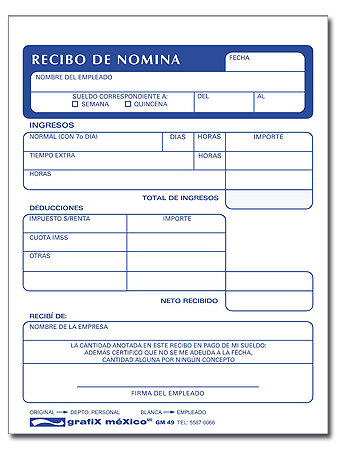 RECIBO DE NOMINA
FECHA
NOMBRE DEL EMPLEADO
SUELDO CORRESPONDIENTE A:
SEMANA QUINCENA
DEL
AL
INGRESOS
NORMAL (CON 7o DIA) DIAS HORAS IMPORTE
TIEMPO EXTRA HORAS
HORAS
TOTAL DE INGRESOS
DEDUCCIONES
IMPUESTO S/RENTA IMPORTE
CUOTA IMSS
OTRAS
NETO RECIBIDO
RECIBÍ DE:
NOMBRE DE LA EMPRESA
LA CANTIDAD ANOTADA EN ESTE RECIBO EN PAGO DE MI SUELDO:
ADEMÁS CERTIFICO QUE NO SE ME ADEUDA A LA FECHA,
CANTIDAD ALGUNA POR NINGÚN CONCEPTO
FIRMA DEL EMPLEADO
ORIGINAL → DEPTO. PERSONAL BLANCA → EMPLEADO
grafiX méXico MR GM 49 TEL: 5587-0066